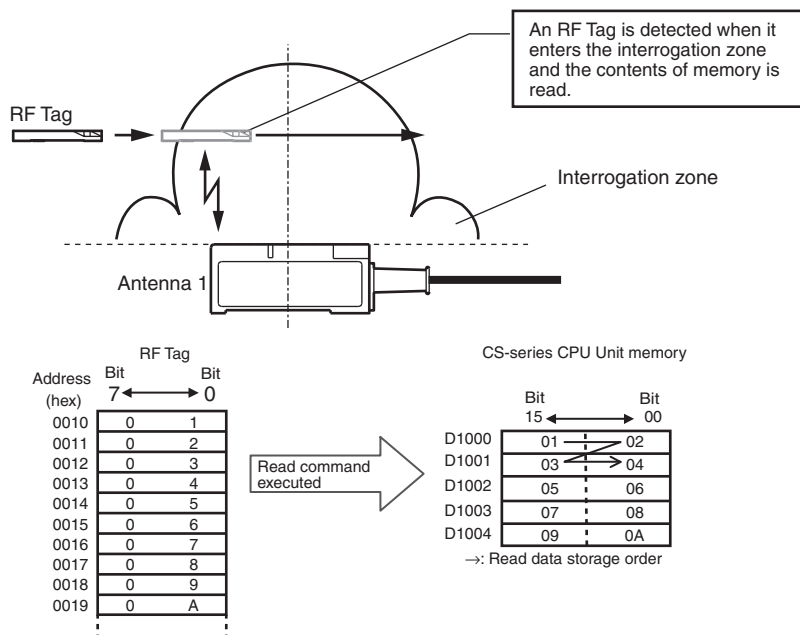 An RF Tag is detected when it
enters the interrogation zone
and the contents of memory is
read.
RF Tag
Interrogation zone
Antenna 1
RF Tag
CS-series CPU Unit memory
Address
(hex)
Bit
7
Bit
0
Bit
15
Bit
00
0010 0 1
0011 0 2
0012 0 3
0013 0 4
0014 0 5
0015 0 6
0016 0 7
0017 0 8
0018 0 9
0019 0 A
Read command
executed
D1000 01 02
D1001 03 04
D1002 05 06
D1003 07 08
D1004 09 0A
→: Read data storage order